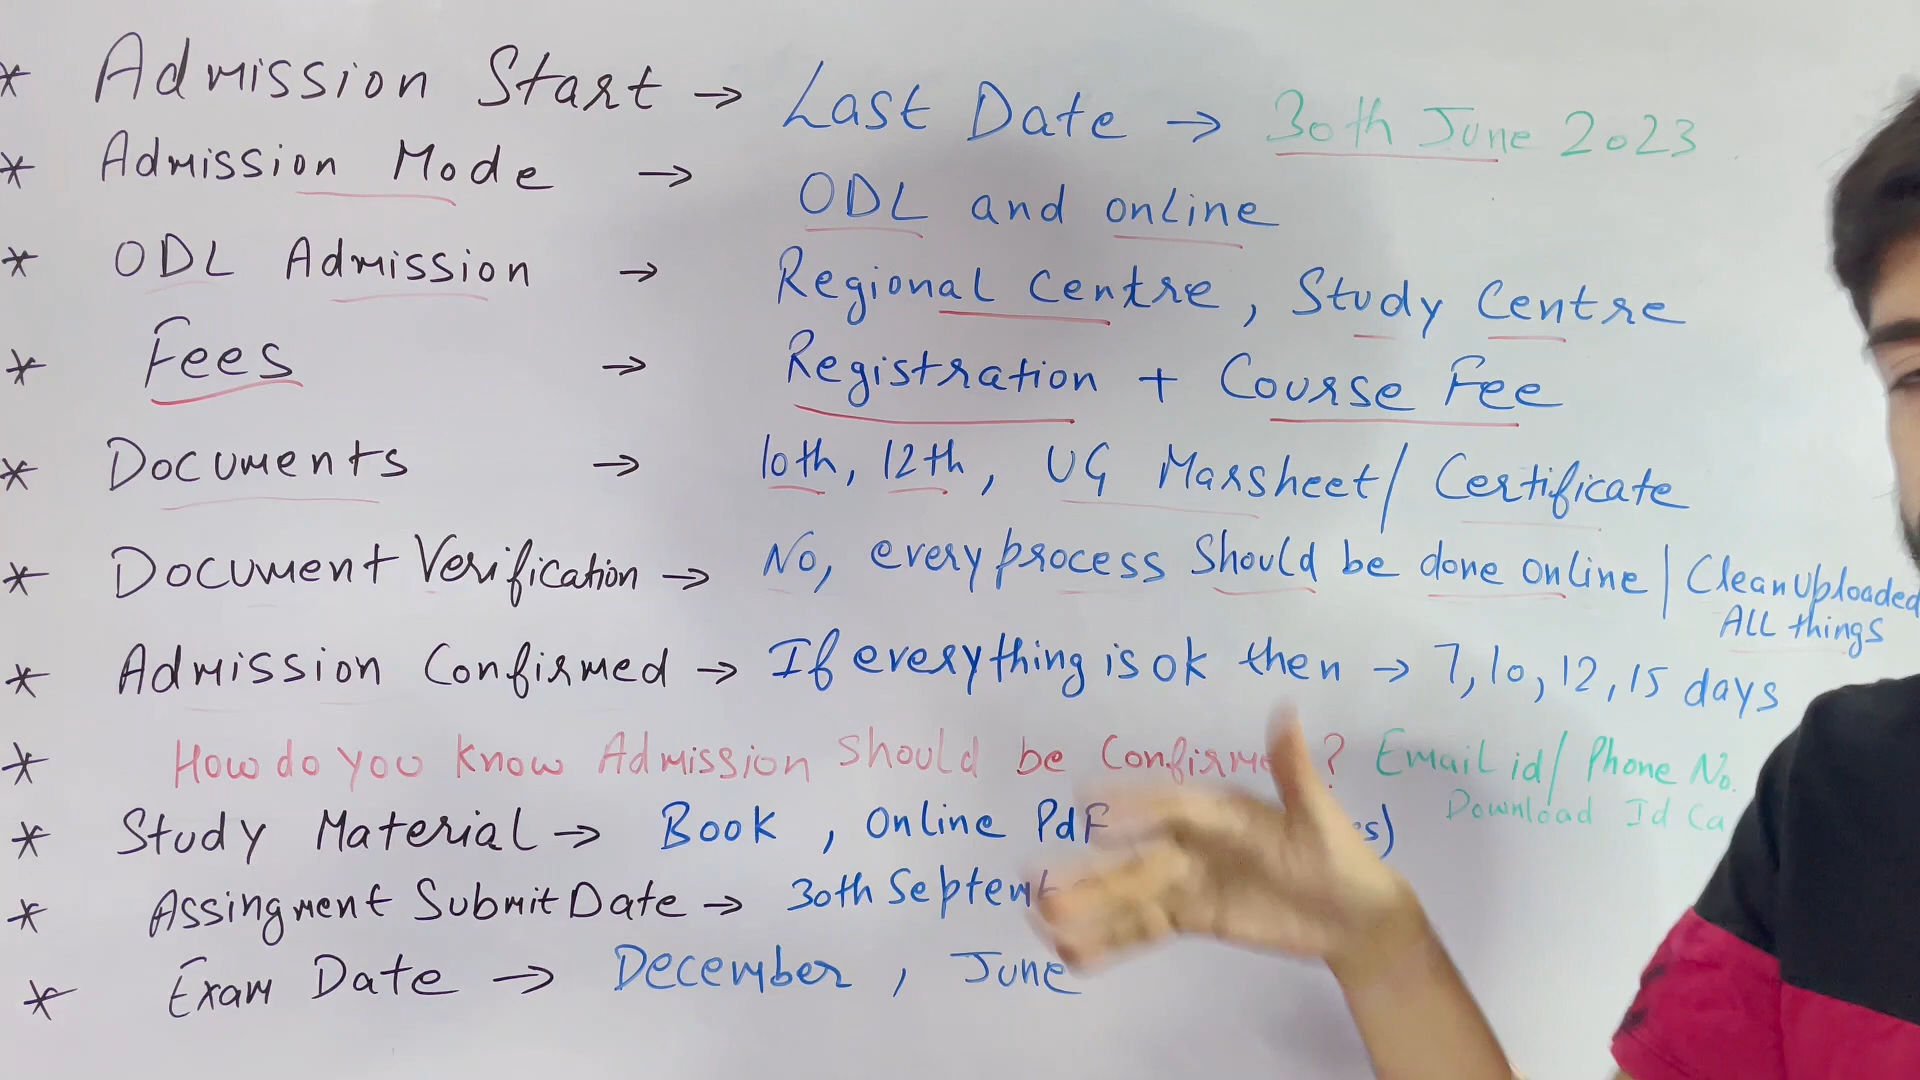 * Admission Start → Last Date → 30th June 2023
* Admission Mode → ODL and online
* ODL Admission → Regional Centre, Study Centre
* Fees → Registration + Course Fee
* Documents → 10th, 12th, UG Marsheet/ Certificate
* Document Verification → No, every process should be done online | Clean Uploaded
ALL things
* Admission Confirmed → If everything is ok then → 7, 10, 12, 15 days
* How do you know Admission should be Confirme ? Email id/ Phone No.
Download Id Ca
* Study Material → Book, Online PdF s)
* Assingment Submit Date → 30th Septem
* Exam Date → December, June